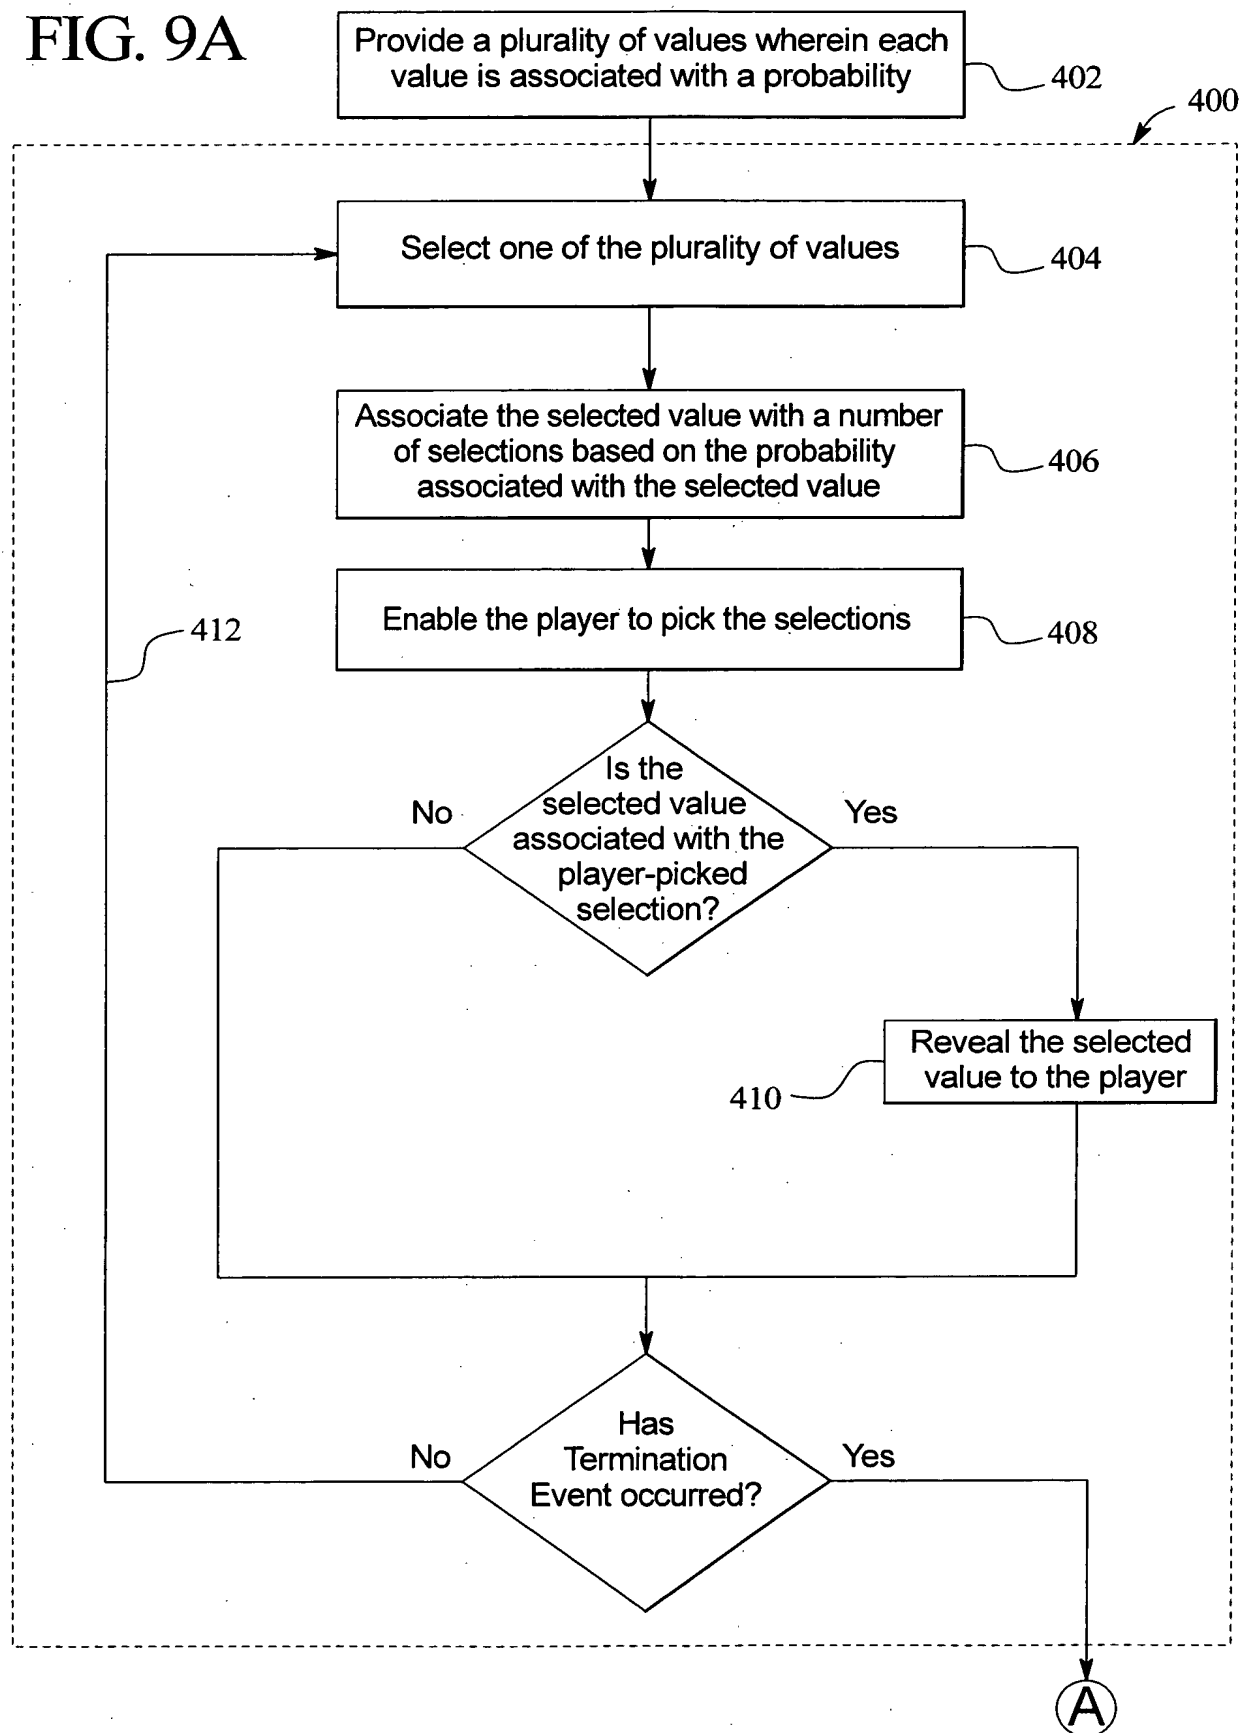 FIG. 9A
Provide a plurality of values wherein each
value is associated with a probability
402
400
Select one of the plurality of values
404
Associate the selected value with a number
of selections based on the probability
associated with the selected value
406
Enable the player to pick the selections
408
412
Is the
selected value
associated with the
player-picked
selection?
No
Yes
Reveal the selected
value to the player
410
Has
Termination
Event occurred?
No
Yes
A